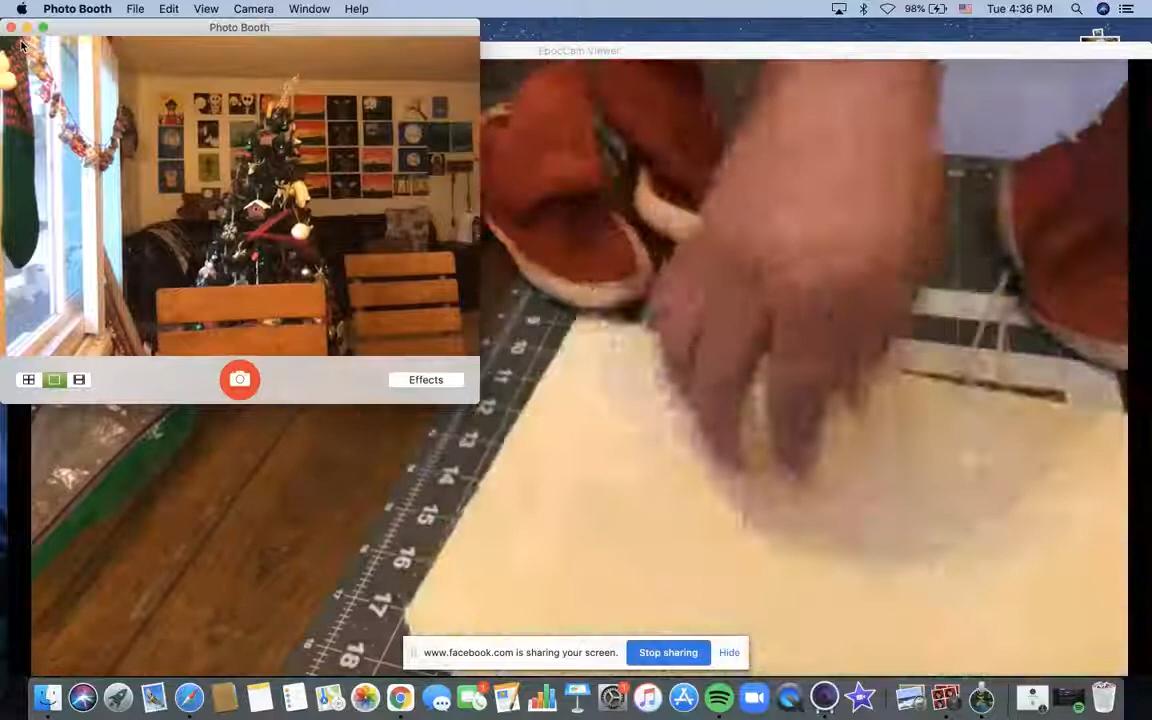 Photo Booth File Edit View Camera Window Help 98% Tue 4:36 PM
Photo Booth
EpocCam Viewer
Effects
9
10
11
12
13
14
15
16
17
18
www.facebook.com is sharing your screen. Stop sharing Hide